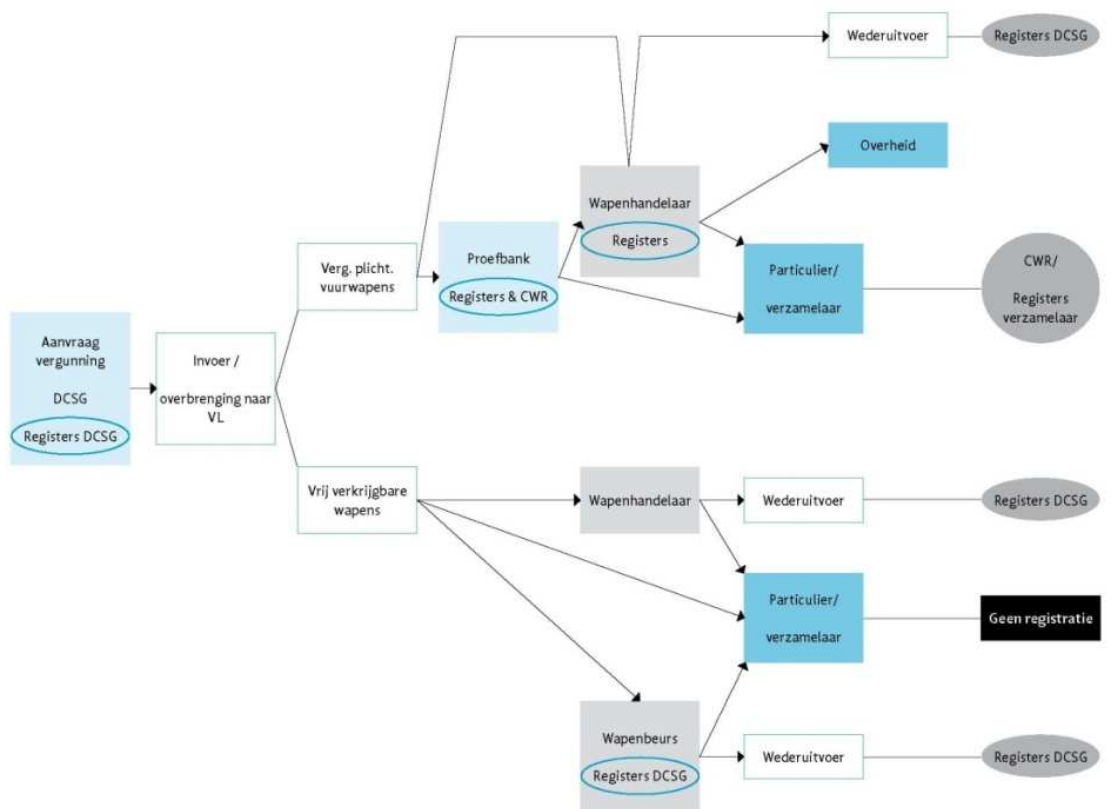 Wederuitvoer
Registers DCSG
Overheid
Wapenhandelaar
Registers
Verg. plicht.
vuurwapens
Proefbank
Registers & CWR
Particulier/
verzamelaar
CWR/
Registers
verzamelaar
Aanvraag
vergunning
DCSG
Registers DCSG
Invoer /
overbrenging naar
VL
Vrij verkrijgbare
wapens
Wapenhandelaar
Wederuitvoer
Registers DCSG
Particulier/
verzamelaar
Geen registratie
Wapenbeurs
Registers DCSG
Wederuitvoer
Registers DCSG